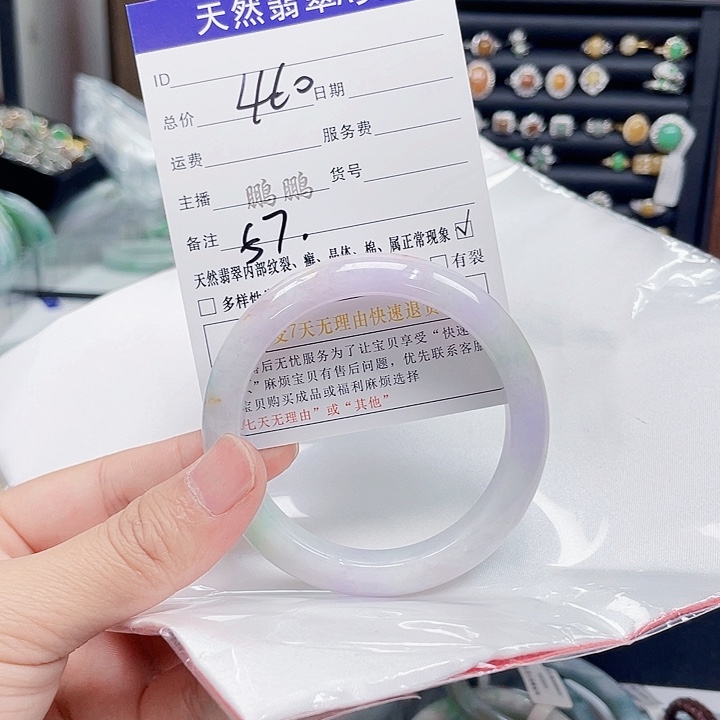 天然翡翠
ID
总价 460 日期
运费 服务费
主播 鹏鹏 货号
备注 57.
天然翡翠内部纹裂、癣、晶体、棉、属正常现象 ☑
□ 多样性 □ 有裂
支7天无理由快速退
售后无忧服务为了让宝贝享受“快速
”麻烦宝贝有售后问题，优先联系客服
宝贝购买成品或福利麻烦选择
七天无理由”或“其他”